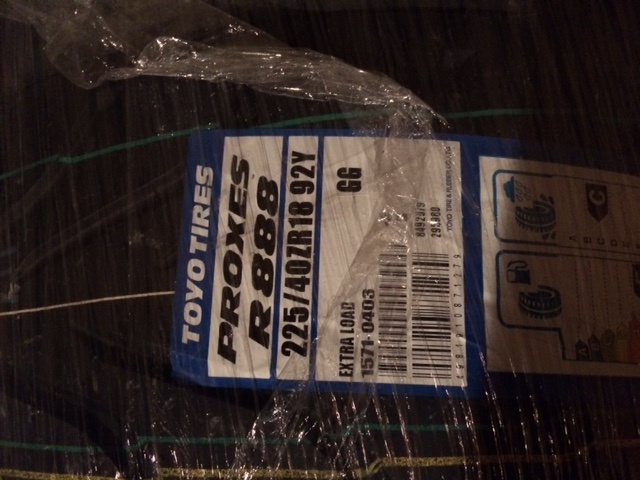 TOYO TIRES
PROXES
R888
225/40ZR18 92Y
GG
EXTRA LOAD
1571-0403